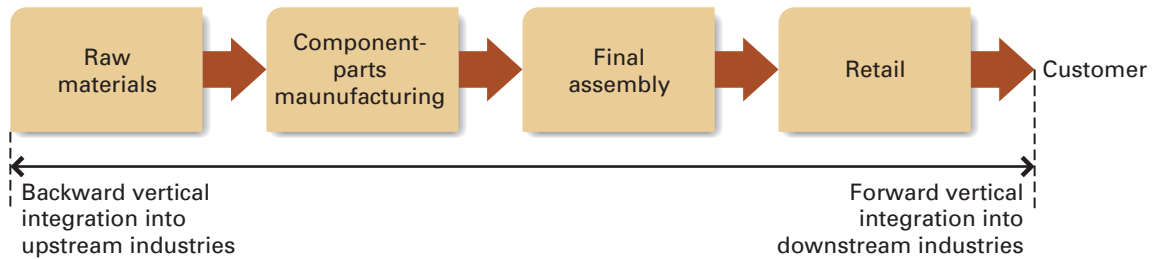 Raw
materials
Component-
parts
maunufacturing
Final
assembly
Retail
Customer
Backward vertical
integration into
upstream industries
Forward vertical
integration into
downstream industries